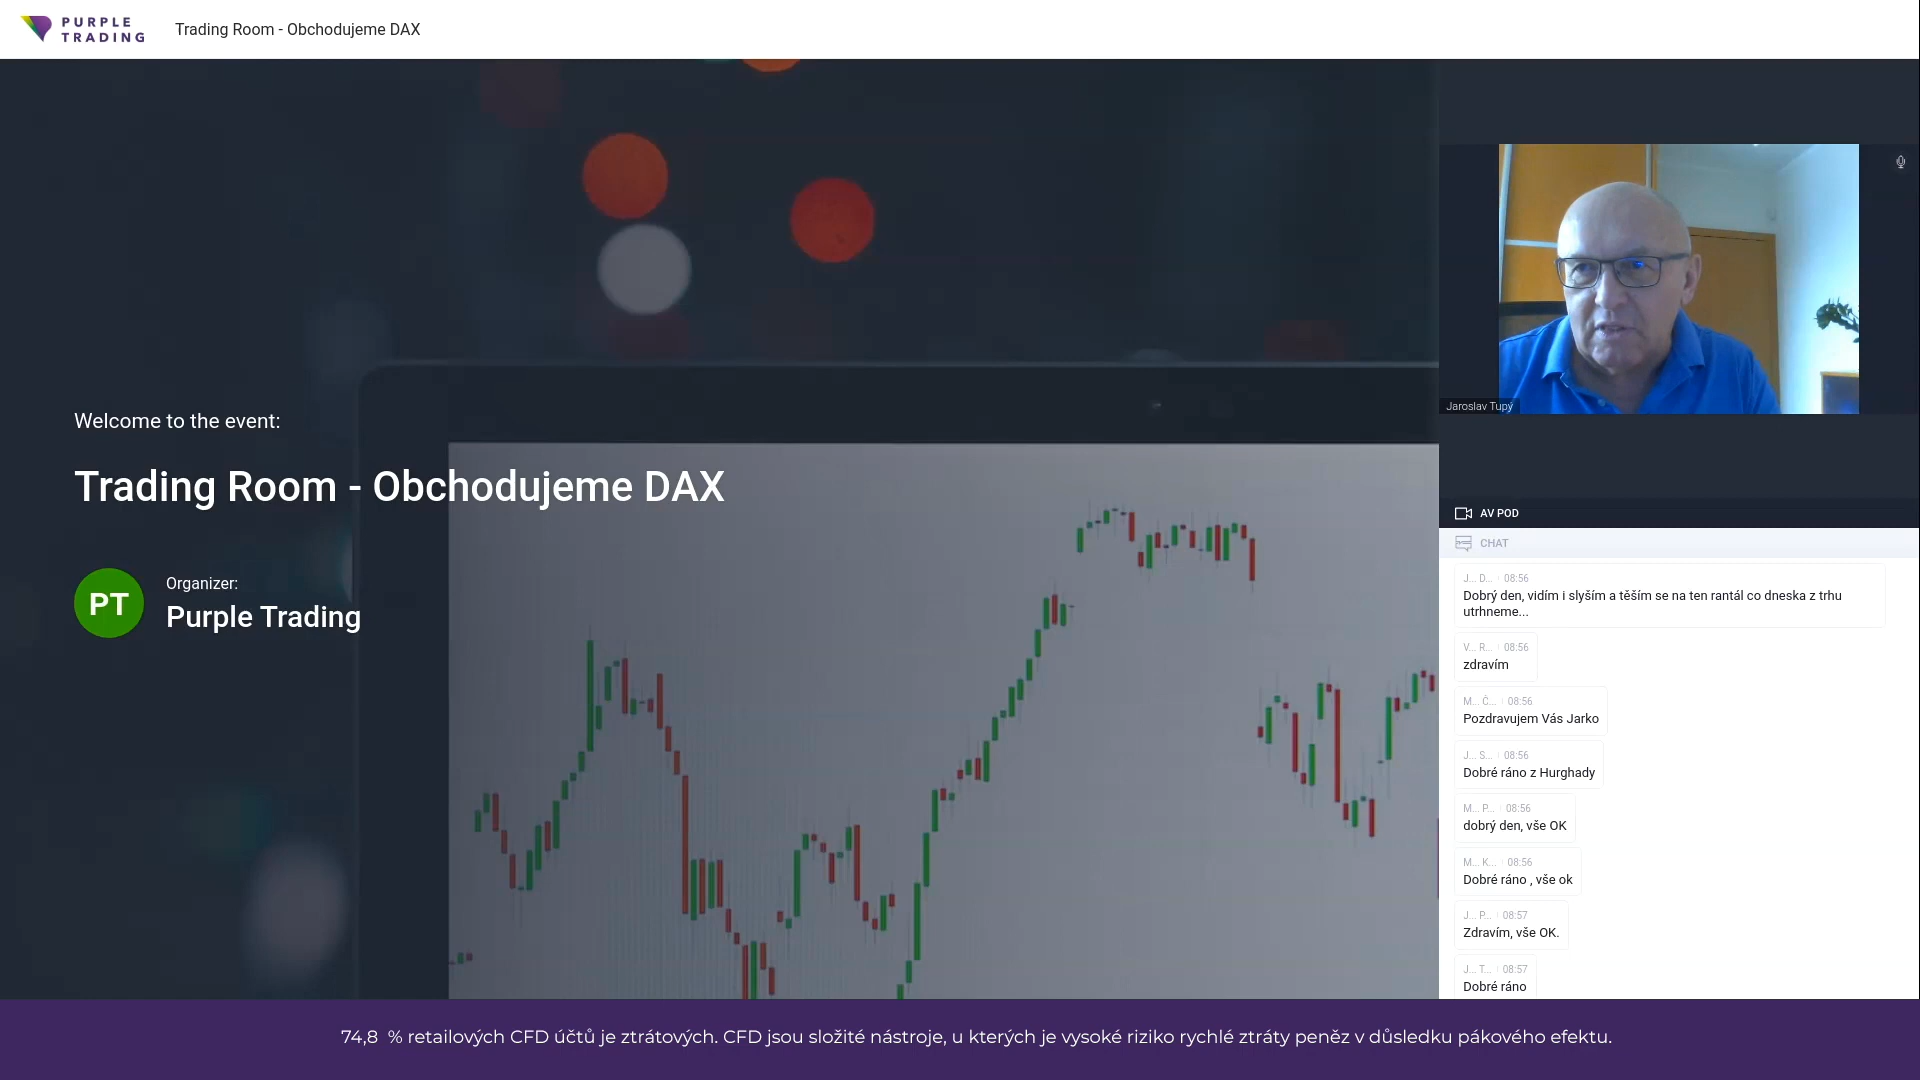 PURPLE
TRADING
Trading Room - Obchodujeme DAX
Welcome to the event:
Trading Room - Obchodujeme DAX
PT
Organizer:
Purple Trading
Jaroslav Tupý
AV POD
CHAT
J... D... 08:56
Dobrý den, vidím i slyším a těším se na ten rantál co dneska z trhu
utrhneme...
V... R... 08:56
zdravím
M... Č... 08:56
Pozdravujem Vás Jarko
J... S... 08:56
Dobré ráno z Hurghady
M... P... 08:56
dobrý den, vše OK
M... K... 08:56
Dobré ráno , vše ok
J... P... 08:57
Zdravím, vše OK.
J... T... 08:57
Dobré ráno
74,8 % retailových CFD účtů je ztrátových. CFD jsou složité nástroje, u kterých je vysoké riziko rychlé ztráty peněz v důsledku pákového efektu.